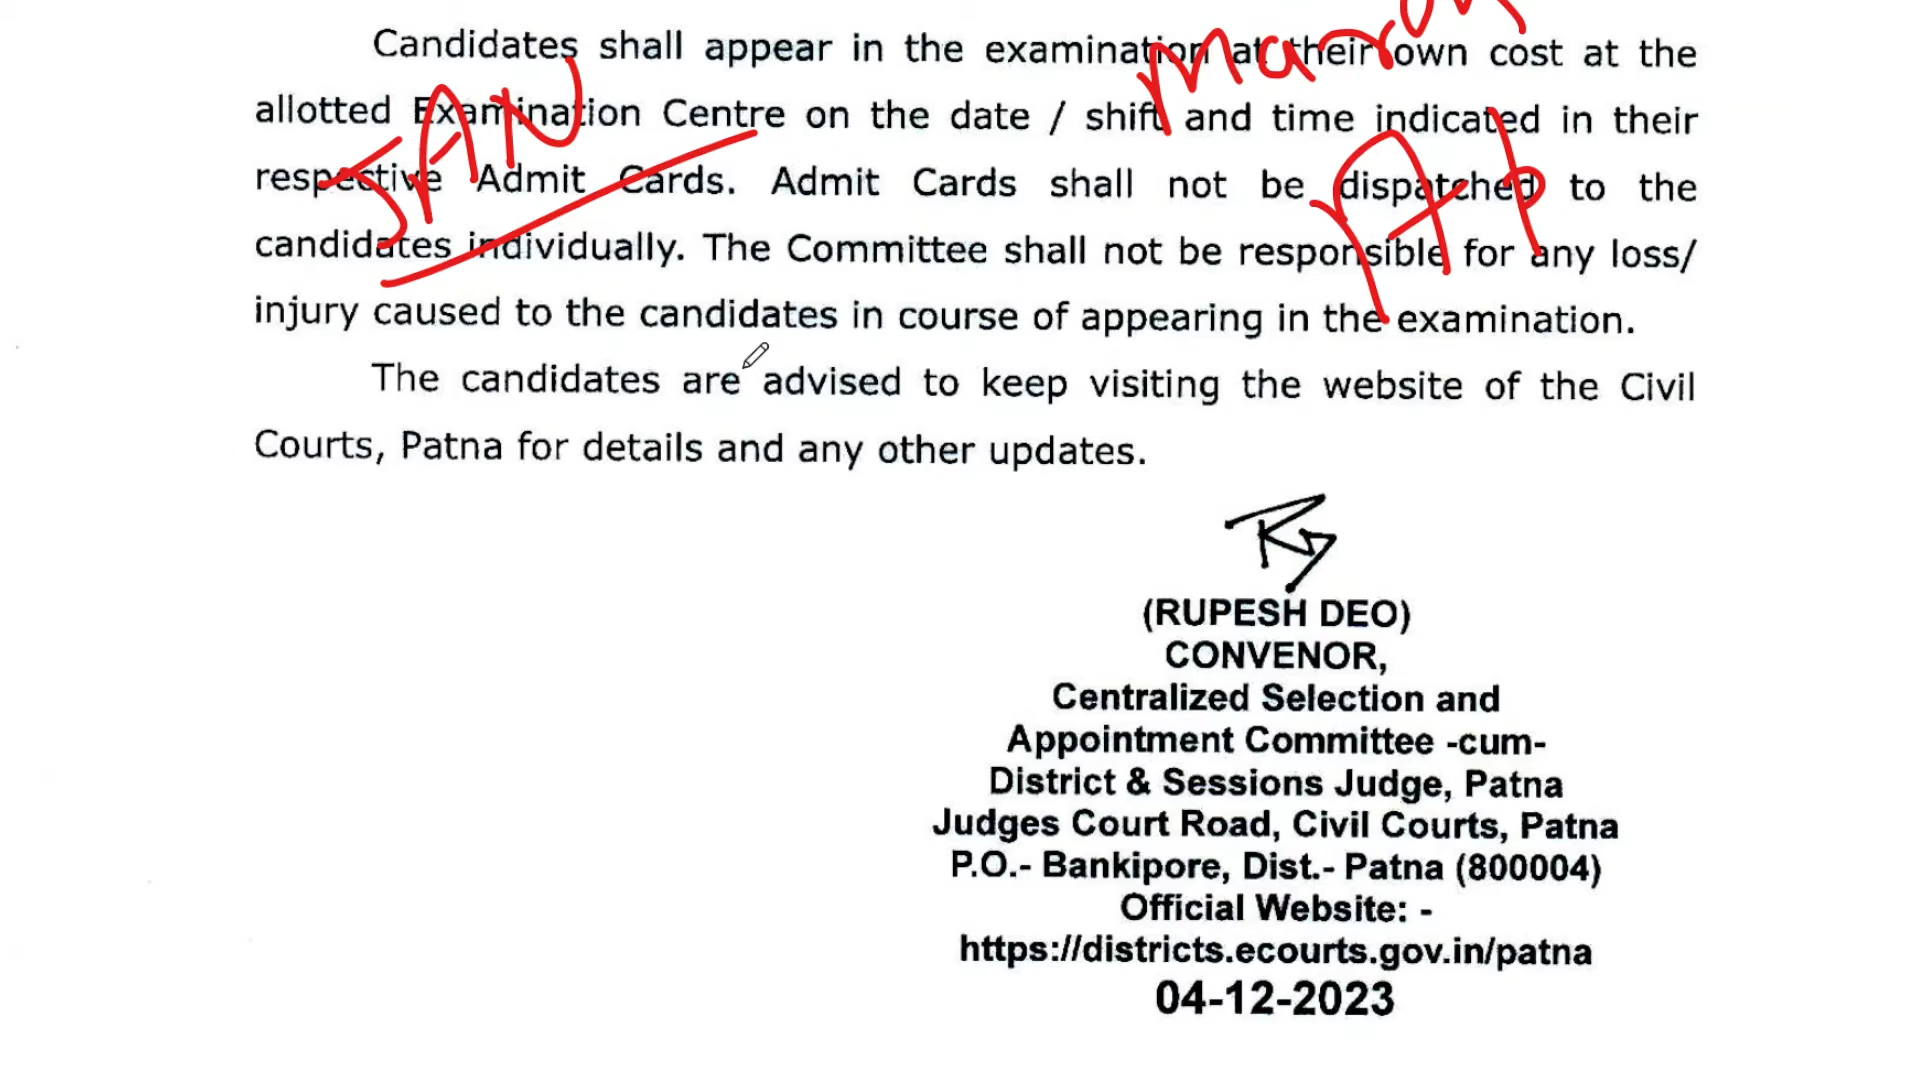 Candidates shall appear in the examination at their own cost at the
allotted Examination Centre on the date / shift and time indicated in their
respective Admit Cards. Admit Cards shall not be dispatched to the
candidates individually. The Committee shall not be responsible for any loss/
injury caused to the candidates in course of appearing in the examination.
The candidates are advised to keep visiting the website of the Civil
Courts, Patna for details and any other updates.
JAN
(RUPESH DEO)
CONVENOR,
Centralized Selection and
Appointment Committee -cum-
District & Sessions Judge, Patna
Judges Court Road, Civil Courts, Patna
P.O.- Bankipore, Dist.- Patna (800004)
Official Website: -
https://districts.ecourts.gov.in/patna
04-12-2023